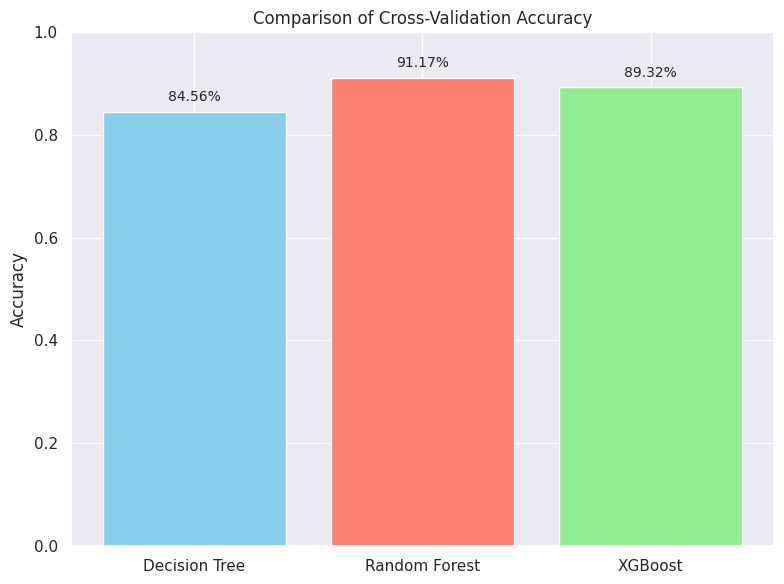 Comparison of Cross-Validation Accuracy
1.0
91.17%
89.32%
84.56%
0.8
0.6
Accuracy
0.4
0.2
0.0
Decision Tree
Random Forest
XGBoost